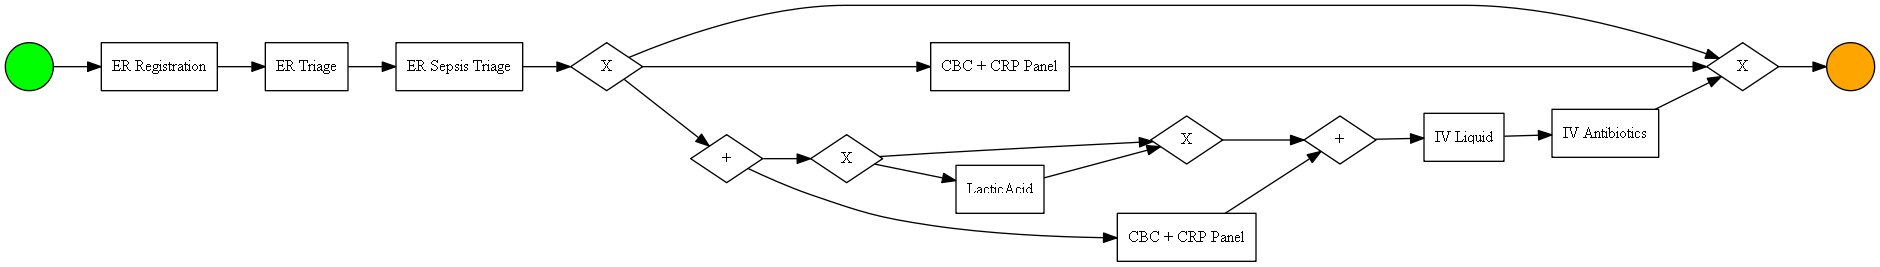 ER Registration
ER Triage
ER Sepsis Triage
X
CBC + CRP Panel
X
+
X
LacticAcid
X
+
IV Liquid
IV Antibiotics
CBC + CRP Panel